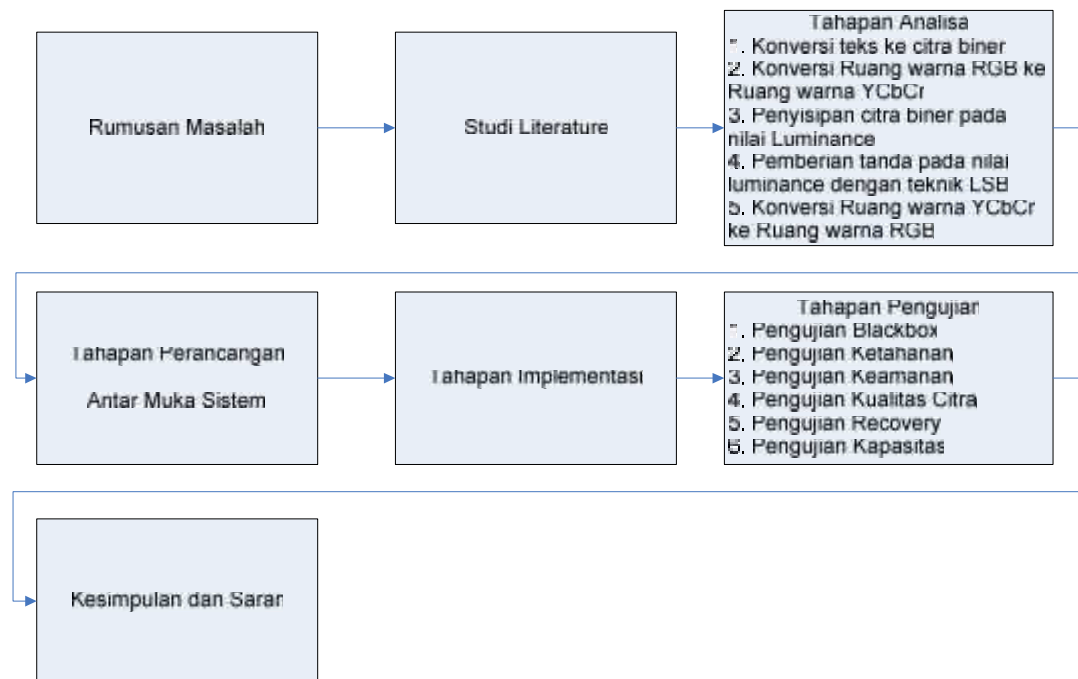 Rumusan Masalah
Studi Literature
Tahapan Analisa
1. Konversi teks ke citra biner
2. Konversi Ruang warna RGB ke
Ruang warna YCbCr
3. Penyisipan citra biner pada
nilai Luminance
4. Pemberian tanda pada nilai
luminance dengan teknik LSB
5. Konversi Ruang warna YCbCr
ke Ruang warna RGB
Tahapan Perancangan
Antar Muka Sistem
Tahapan Implementasi
Tahapan Pengujian
1. Pengujian Blackbox
2. Pengujian Ketahanan
3. Pengujian Keamanan
4. Pengujian Kualitas Citra
5. Pengujian Recovery
6. Pengujian Kapasitas
Kesimpulan dan Saran